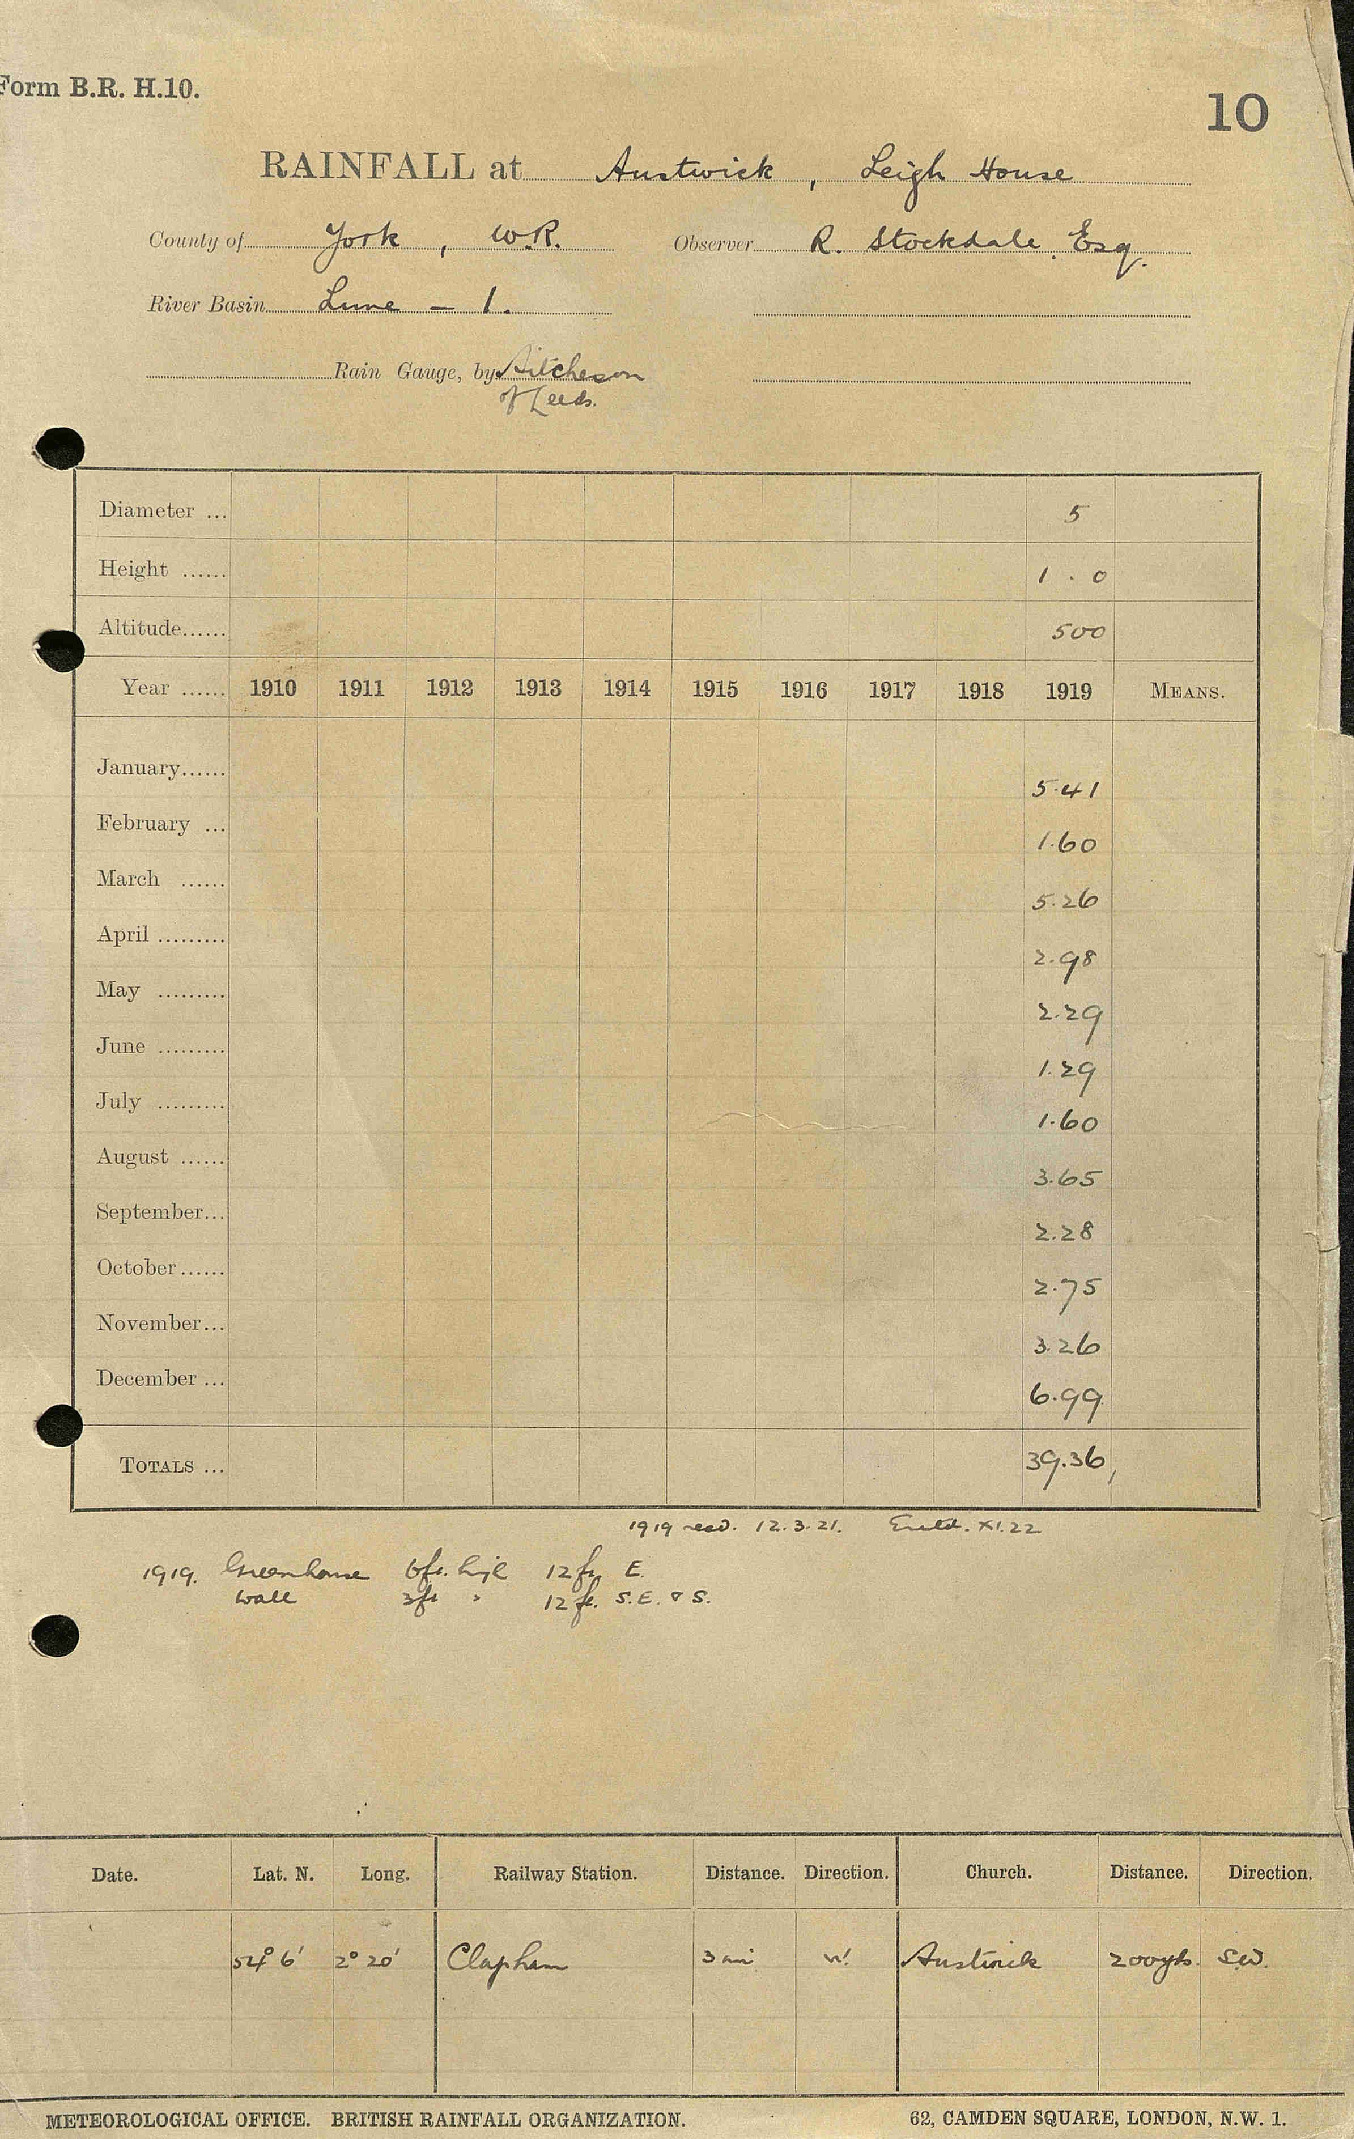 Form B.R. H.10.
10
RAINFALL at Austwick, Leigh House
County of York, W.R. Observer R. Stockdale, Esq.
River Basin Lune - 1.
Rain Gauge, by Aitcheson
of Leeds.
Diameter ... 5
Height ...... 1 . 0
Altitude...... 500
Year ...... 1910 1911 1912 1913 1914 1915 1916 1917 1918 1919 MEANS.
January...... 5.41
February ... 1.60
March ...... 5.26
April ......... 2.98
May ......... 2.29
June ......... 1.29
July ......... 1.60
August ...... 3.65
September... 2.28
October...... 2.75
November... 3.26
December ... 6.99
TOTALS ... 39.36
1919 recd. 12.3.21. XI.22
1919. Greenhouse 6ft. high 12ft. E.
Wall 3ft " 12ft. S.E. & S.
Date. Lat. N. Long. Railway Station. Distance. Direction. Church. Distance. Direction.
54° 6' 2° 20' Clapham 3 mi W. Austwick 200yds. S.W.
METEOROLOGICAL OFFICE. BRITISH RAINFALL ORGANIZATION. 62, CAMDEN SQUARE, LONDON, N.W. 1.